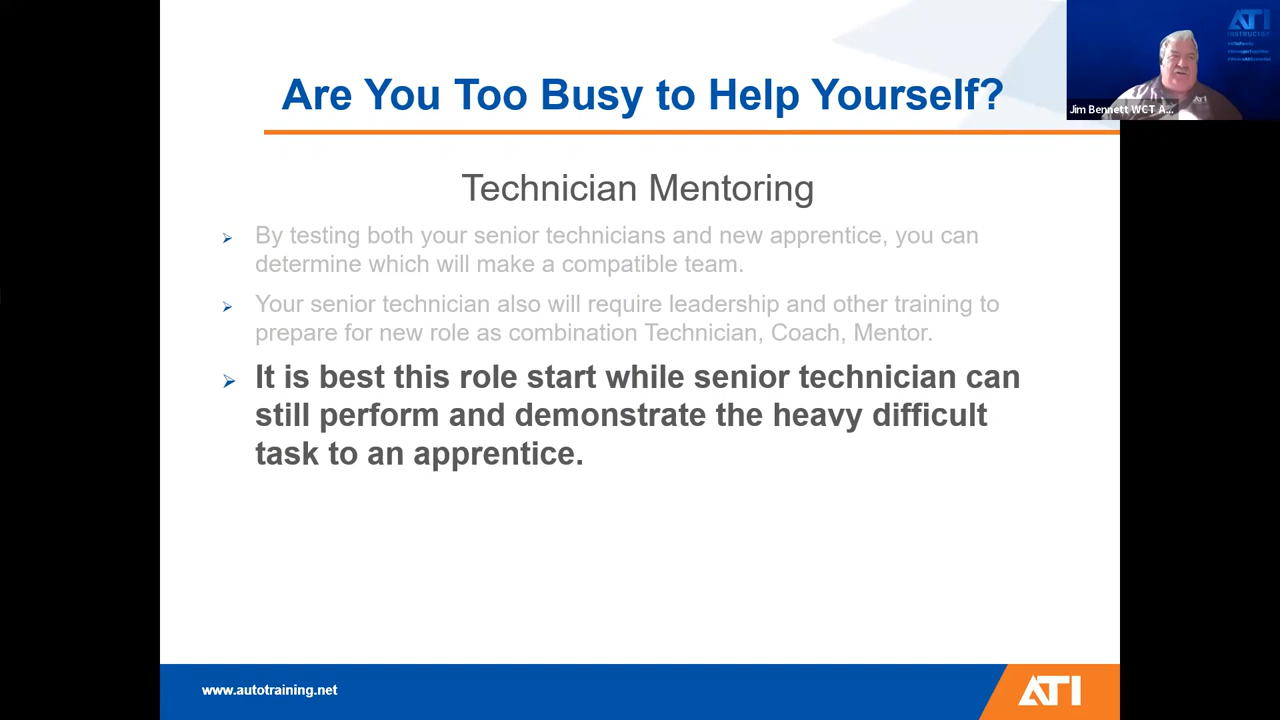 Are You Too Busy to Help Yourself?
ATI
INSTRUCTOR
Jim Bennett WCT A...
ATI
Technician Mentoring
By testing both your senior technicians and new apprentice, you can
determine which will make a compatible team.
Your senior technician also will require leadership and other training to
prepare for new role as combination Technician, Coach, Mentor.
It is best this role start while senior technician can
still perform and demonstrate the heavy difficult
task to an apprentice.
www.autotraining.net
ATI